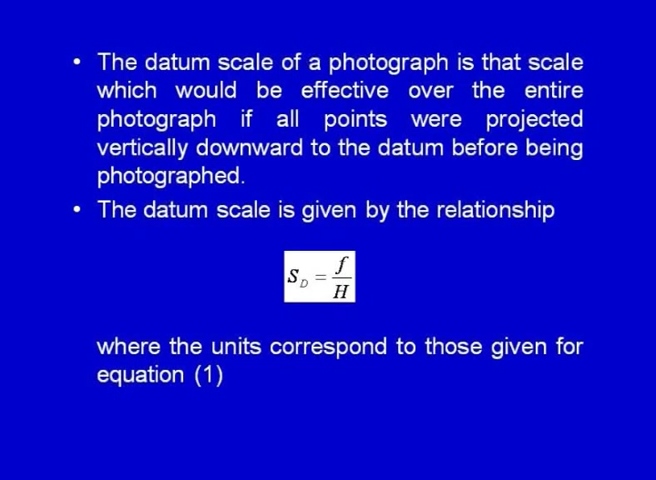 • The datum scale of a photograph is that scale
which would be effective over the entire
photograph if all points were projected
vertically downward to the datum before being
photographed.
• The datum scale is given by the relationship
S_D = f/H
where the units correspond to those given for
equation (1)